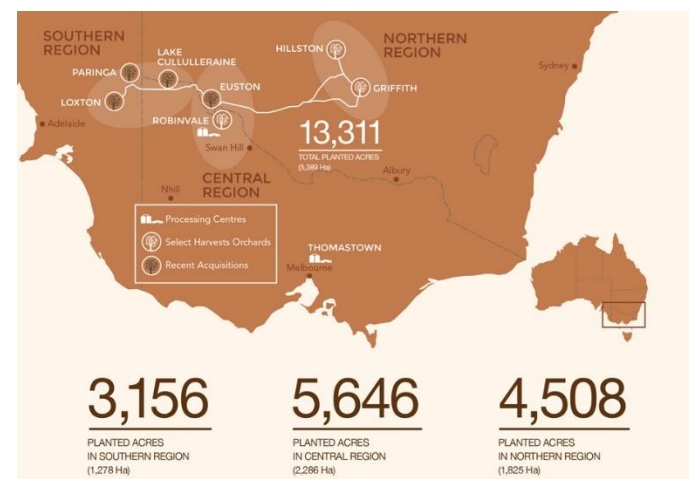 SOUTHERN
REGION
LAKE
CULLULLERAINE
PARINGA
LOXTON
Adelaide
EUSTON
ROBINVALE
Swan Hill
HILLSTON
NORTHERN
REGION
GRIFFITH
Sydney
13,311
TOTAL PLANTED ACRES
(5,389 Ha)
CENTRAL
REGION
Nhill
Albury
Processing Centres
Select Harvests Orchards
Recent Acquisitions
THOMASTOWN
Melbourne
3,156
PLANTED ACRES
IN SOUTHERN REGION
(1,278 Ha)
5,646
PLANTED ACRES
IN CENTRAL REGION
(2,286 Ha)
4,508
PLANTED ACRES
IN NORTHERN REGION
(1,825 Ha)